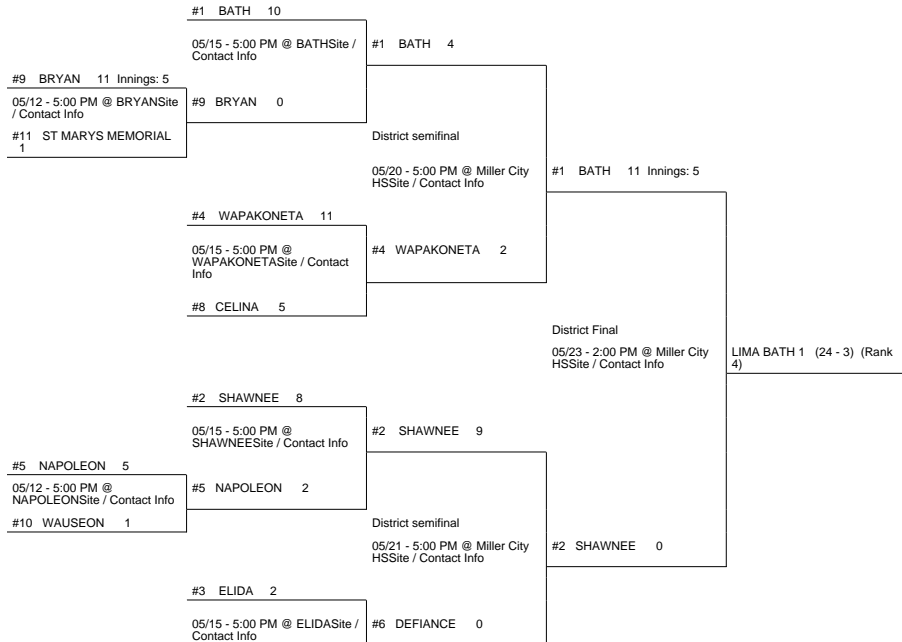 #1 BATH 10
05/15 - 5:00 PM @ BATHSite /
Contact Info
#1 BATH 4
#9 BRYAN 11 Innings: 5
05/12 - 5:00 PM @ BRYANSite
/ Contact Info
#9 BRYAN 0
#11 ST MARYS MEMORIAL
1
District semifinal
05/20 - 5:00 PM @ Miller City
HSSite / Contact Info
#1 BATH 11 Innings: 5
#4 WAPAKONETA 11
05/15 - 5:00 PM @
WAPAKONETASite / Contact
Info
#4 WAPAKONETA 2
#8 CELINA 5
District Final
05/23 - 2:00 PM @ Miller City
HSSite / Contact Info
LIMA BATH 1 (24 - 3) (Rank
4)
#2 SHAWNEE 8
05/15 - 5:00 PM @
SHAWNEESite / Contact Info
#2 SHAWNEE 9
#5 NAPOLEON 5
05/12 - 5:00 PM @
NAPOLEONSite / Contact Info
#5 NAPOLEON 2
#10 WAUSEON 1
District semifinal
05/21 - 5:00 PM @ Miller City
HSSite / Contact Info
#2 SHAWNEE 0
#3 ELIDA 2
05/15 - 5:00 PM @ ELIDASite /
Contact Info
#6 DEFIANCE 0